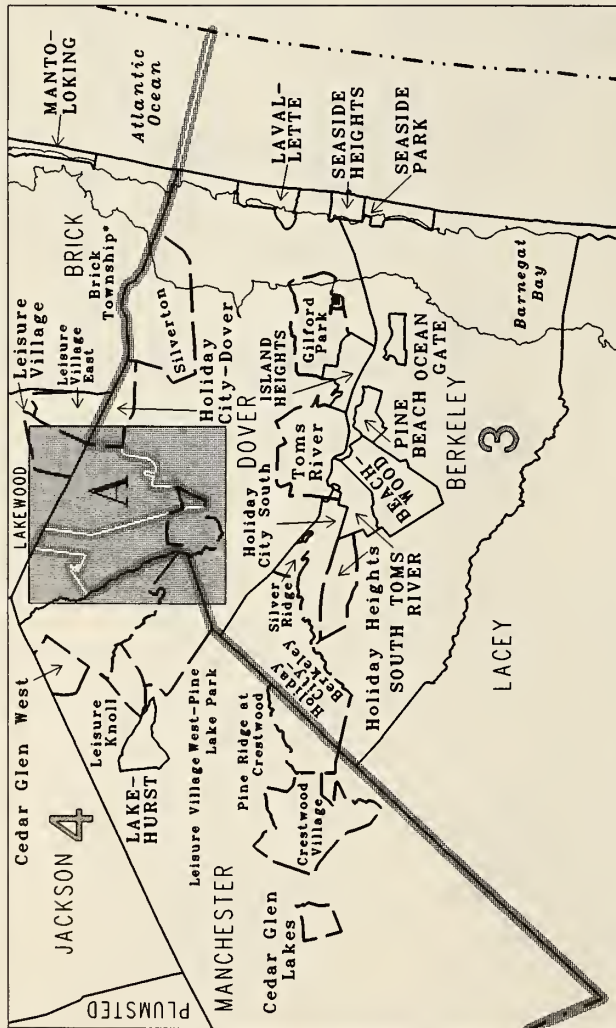 MANTO-
LOKING
Atlantic
Ocean
BRICK
Brick
Township*
Leisure
Village
Leisure
Village
East
LAKEWOOD
A
Silverton
Holiday
City-Dover
DOVER
LAVAL-
LETTE
SEASIDE
HEIGHTS
SEASIDE
PARK
Gilford
Park
ISLAND
HEIGHTS
Toms
River
Holiday
City South
Silver
Ridge
BEACH-
WOOD
PINE
BEACH
OCEAN
GATE
BERKELEY
3
Barnegat
Bay
Holiday Heights
SOUTH TOMS
RIVER
LACEY
Holiday
City-
Berkeley
Cedar Glen West
JACKSON
4
Leisure
Knoll
LAKE-
HURST
Leisure Village West-Pine
Lake Park
Pine Ridge at
Crestwood
Crestwood
Village
MANCHESTER
Cedar Glen
Lakes
PLUMSTED